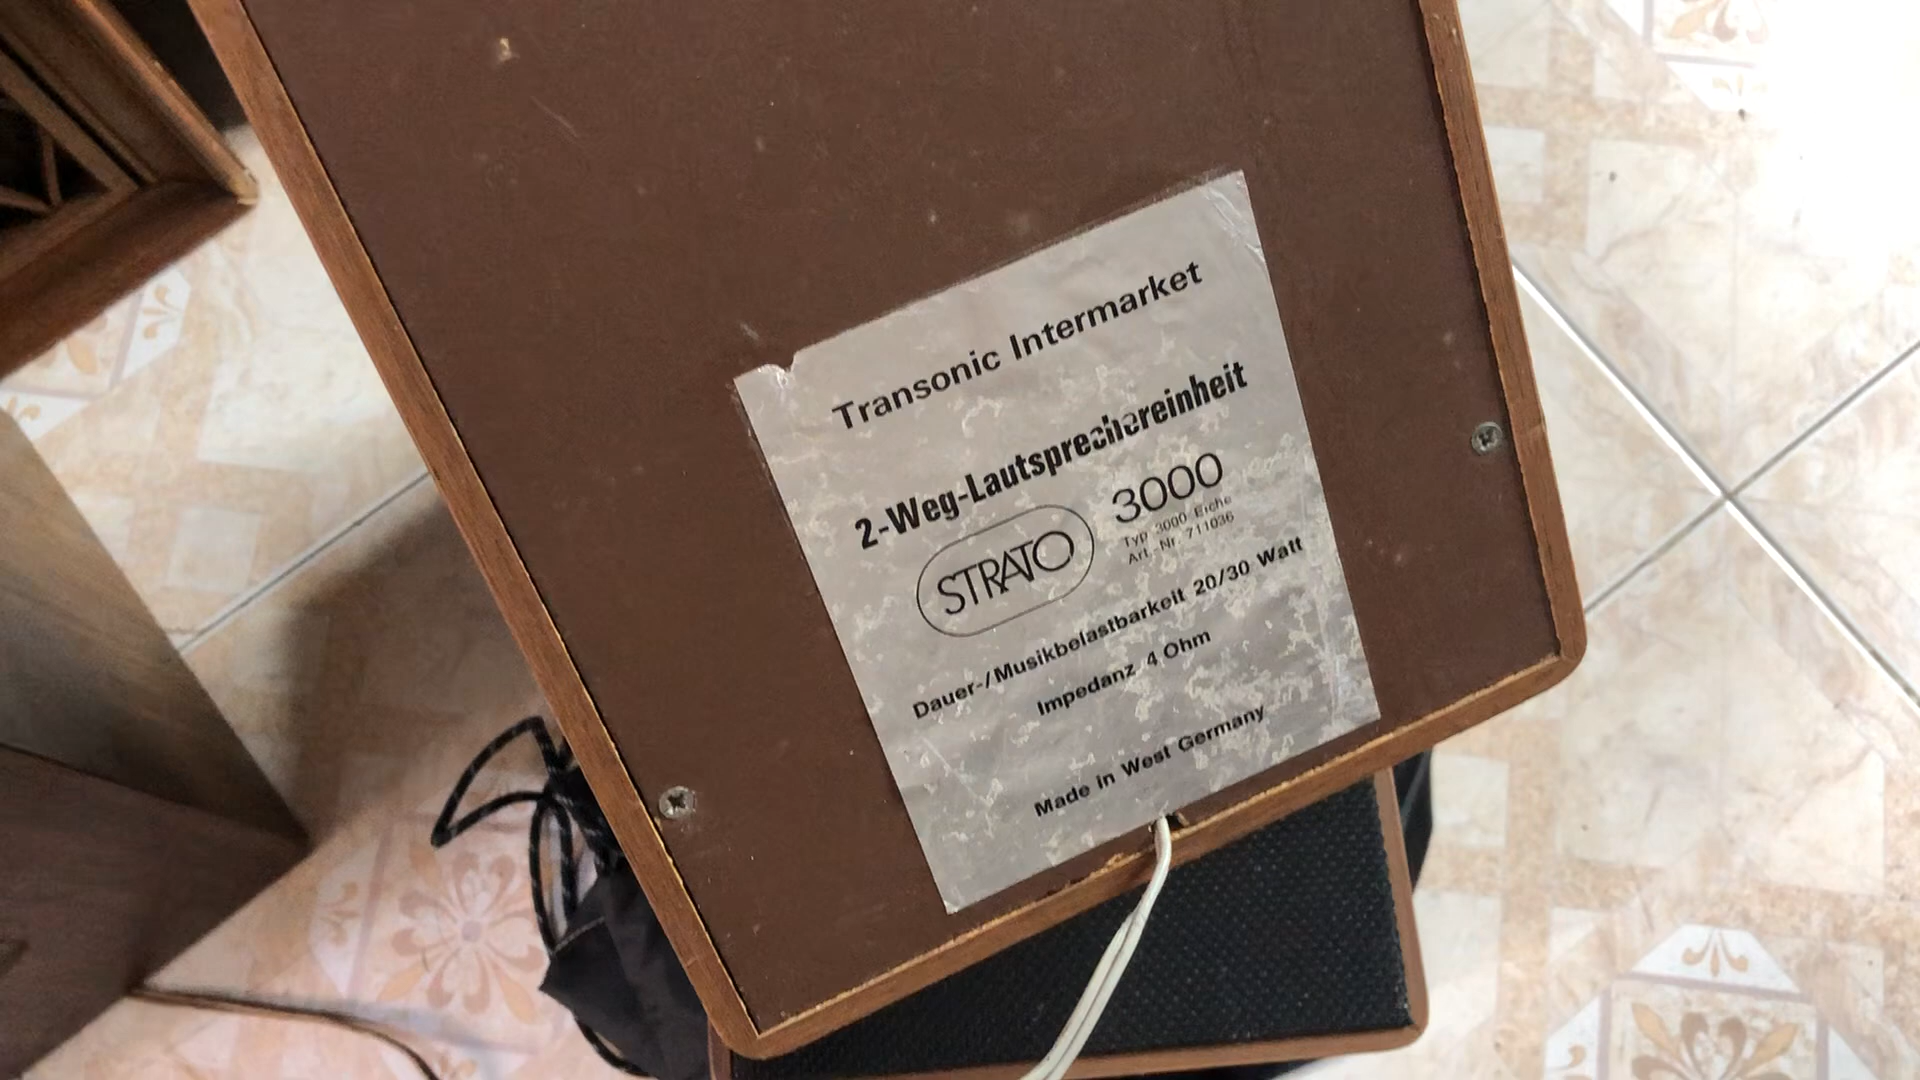 Transonic Intermarket
2-Weg-Lautsprechereinheit
STRATO
3000
Typ 3000 Eiche
Art.-Nr. 711036
Dauer-/Musikbelastbarkeit 20/30 Watt
Impedanz 4 Ohm
Made in West Germany